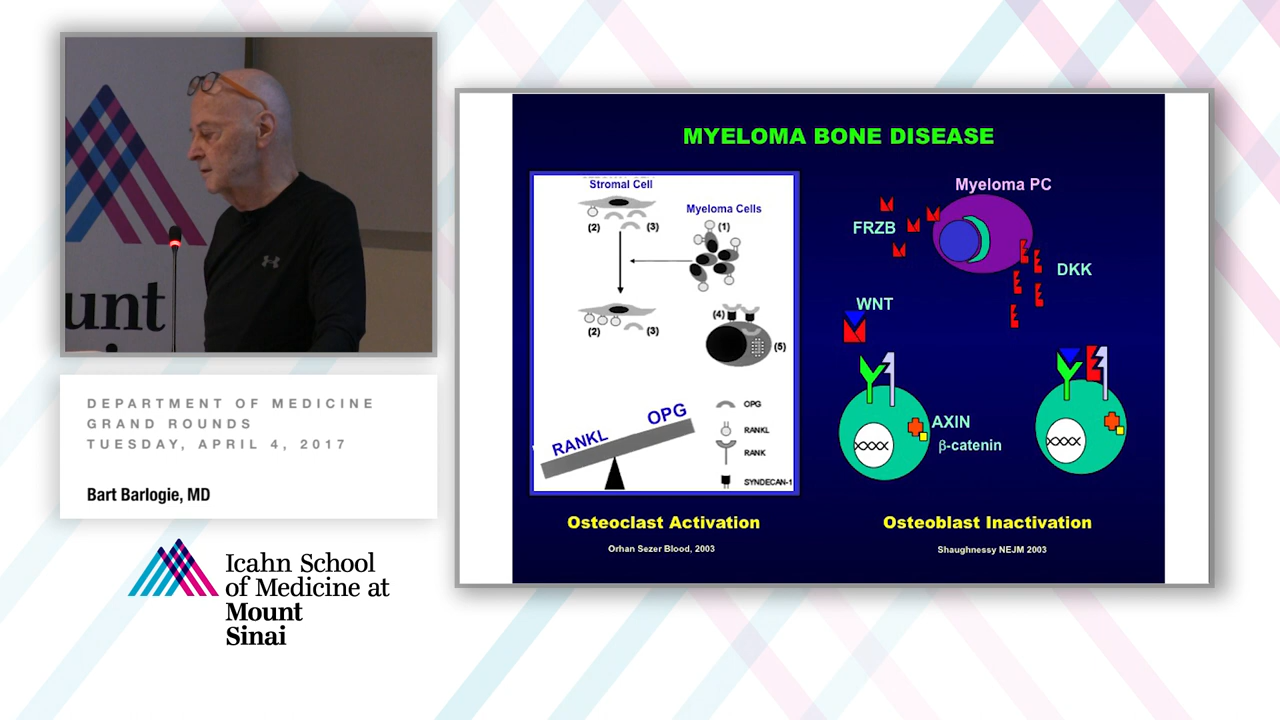 unt
DEPARTMENT OF MEDICINE
GRAND ROUNDS
TUESDAY, APRIL 4, 2017
Bart Barlogie, MD
Icahn School
of Medicine at
Mount
Sinai
MYELOMA BONE DISEASE
Stromal Cell
Myeloma Cells
(1)
(2)
(3)
(2)
(3)
(4)
(5)
RANKL
OPG
OPG
RANKL
RANK
SYNDECAN-1
Osteoclast Activation
Orhan Sezer Blood, 2003
Myeloma PC
FRZB
DKK
WNT
AXIN
β-catenin
Osteoblast Inactivation
Shaughnessy NEJM 2003